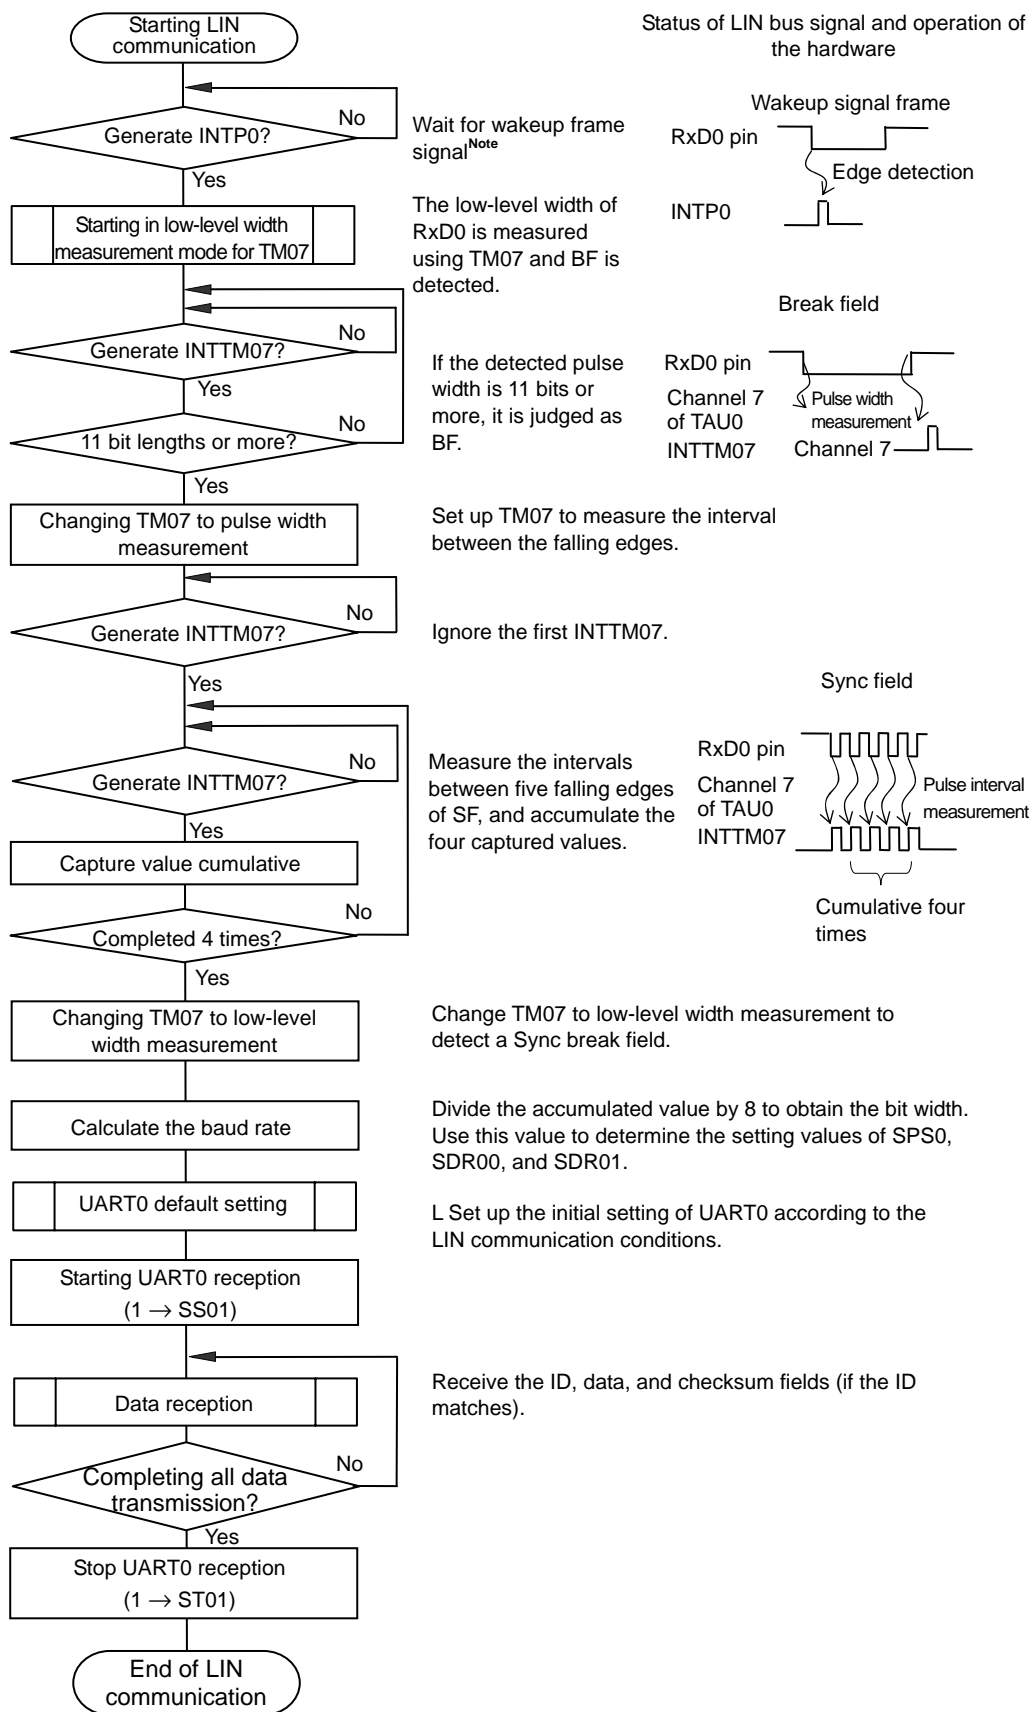 Starting LIN
communication
Status of LIN bus signal and operation of
the hardware
No
Generate INTP0?
Yes
Wait for wakeup frame
signalNote
Wakeup signal frame
RxD0 pin
Edge detection
INTP0
Starting in low-level width
measurement mode for TM07
The low-level width of
RxD0 is measured
using TM07 and BF is
detected.
No
Generate INTTM07?
Yes
No
11 bit lengths or more?
Yes
If the detected pulse
width is 11 bits or
more, it is judged as
BF.
Break field
RxD0 pin
Channel 7
of TAU0
Pulse width
measurement
INTTM07
Channel 7
Changing TM07 to pulse width
measurement
Set up TM07 to measure the interval
between the falling edges.
No
Generate INTTM07?
Yes
Ignore the first INTTM07.
No
Generate INTTM07?
Yes
Capture value cumulative
No
Completed 4 times?
Yes
Measure the intervals
between five falling edges
of SF, and accumulate the
four captured values.
Sync field
RxD0 pin
Channel 7
of TAU0
Pulse interval
measurement
INTTM07
Cumulative four
times
Changing TM07 to low-level
width measurement
Change TM07 to low-level width measurement to
detect a Sync break field.
Calculate the baud rate
Divide the accumulated value by 8 to obtain the bit width.
Use this value to determine the setting values of SPS0,
SDR00, and SDR01.
UART0 default setting
L Set up the initial setting of UART0 according to the
LIN communication conditions.
Starting UART0 reception
(1 → SS01)
Data reception
Receive the ID, data, and checksum fields (if the ID
matches).
No
Completing all data
transmission?
Yes
Stop UART0 reception
(1 → ST01)
End of LIN
communication